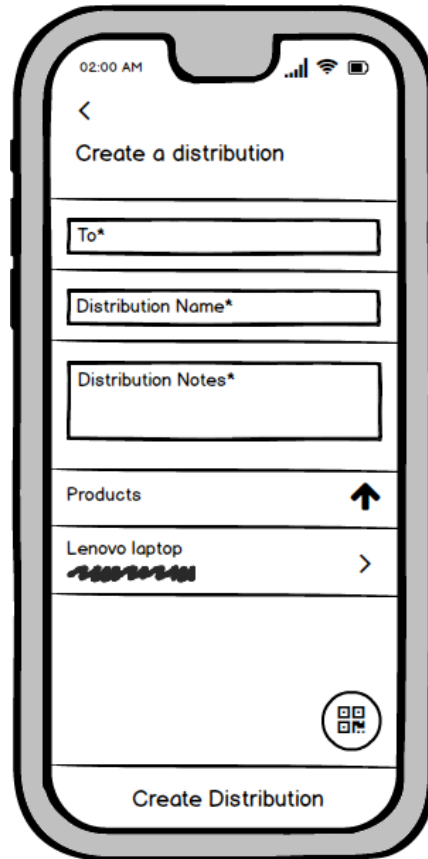 02:00 AM
Create a distribution
To*
Distribution Name*
Distribution Notes*
Products
Lenovo laptop
Create Distribution